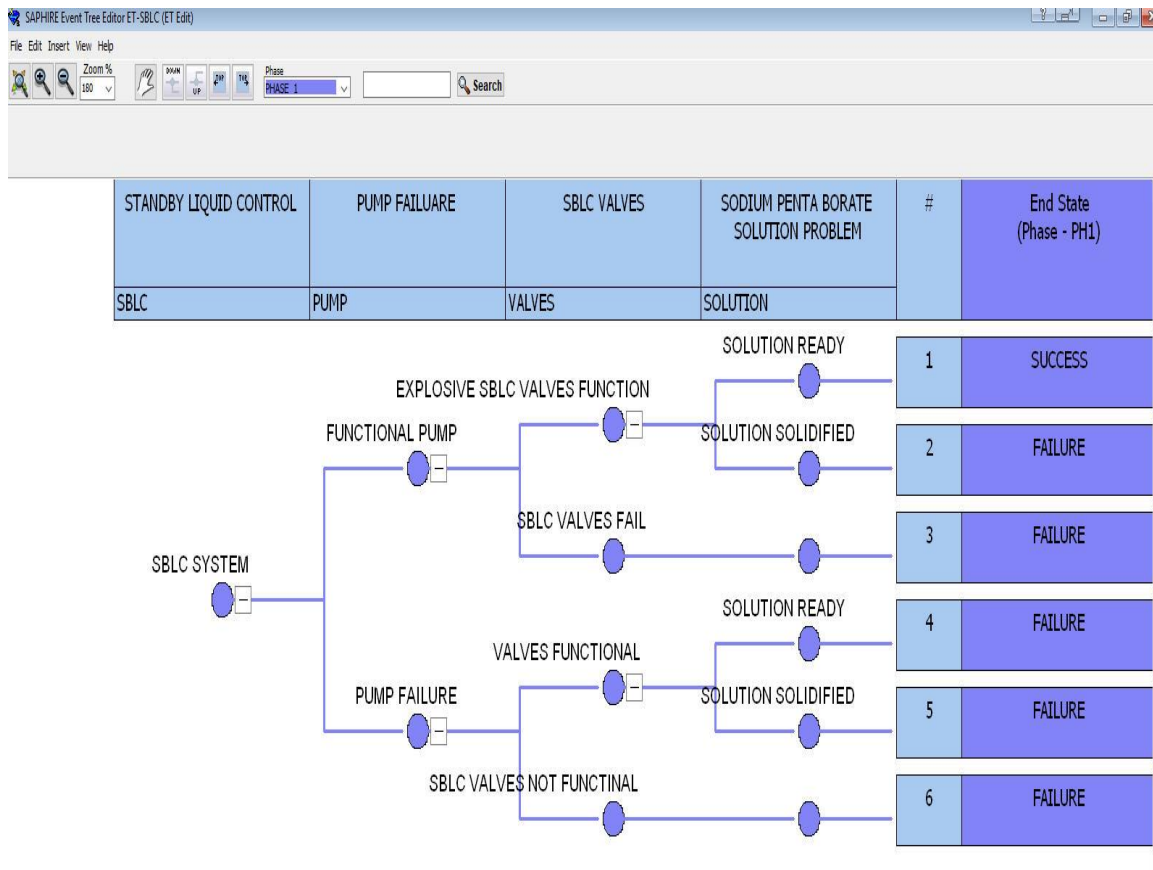 SAPHIRE Event Tree Editor ET-SBLC (ET Edit)
File Edit Insert View Help
Zoom %
180
DOWN
UP
TOP
TOP
Phase
PHASE 1
Search
STANDBY LIQUID CONTROL
PUMP FAILUARE
SBLC VALVES
SODIUM PENTA BORATE
SOLUTION PROBLEM
#
End State
(Phase - PH1)
SBLC
PUMP
VALVES
SOLUTION
SOLUTION READY
1
SUCCESS
EXPLOSIVE SBLC VALVES FUNCTION
FUNCTIONAL PUMP
SOLUTION SOLIDIFIED
2
FAILURE
SBLC VALVES FAIL
3
FAILURE
SBLC SYSTEM
SOLUTION READY
4
FAILURE
VALVES FUNCTIONAL
PUMP FAILURE
SOLUTION SOLIDIFIED
5
FAILURE
SBLC VALVES NOT FUNCTINAL
6
FAILURE